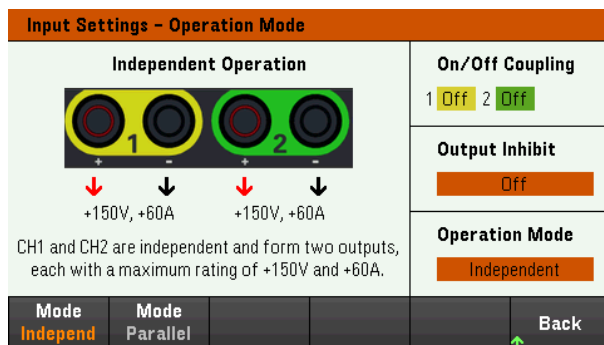 Input Settings - Operation Mode
Independent Operation
1
2
+ - + -
+150V, +60A +150V, +60A
CH1 and CH2 are independent and form two outputs,
each with a maximum rating of +150V and +60A.
On/Off Coupling
1 Off 2 Off
Output Inhibit
Off
Operation Mode
Independent
Mode
Independ
Mode
Parallel
Back